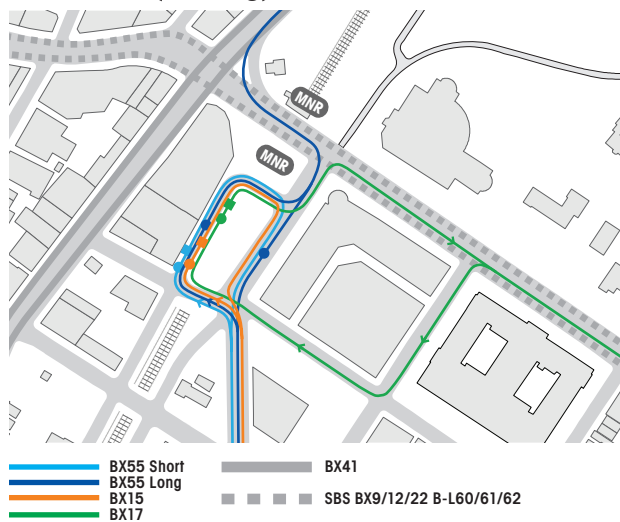 MNR
MNR
BX55 Short
BX55 Long
BX15
BX17
BX41
SBS BX9/12/22 B-L60/61/62